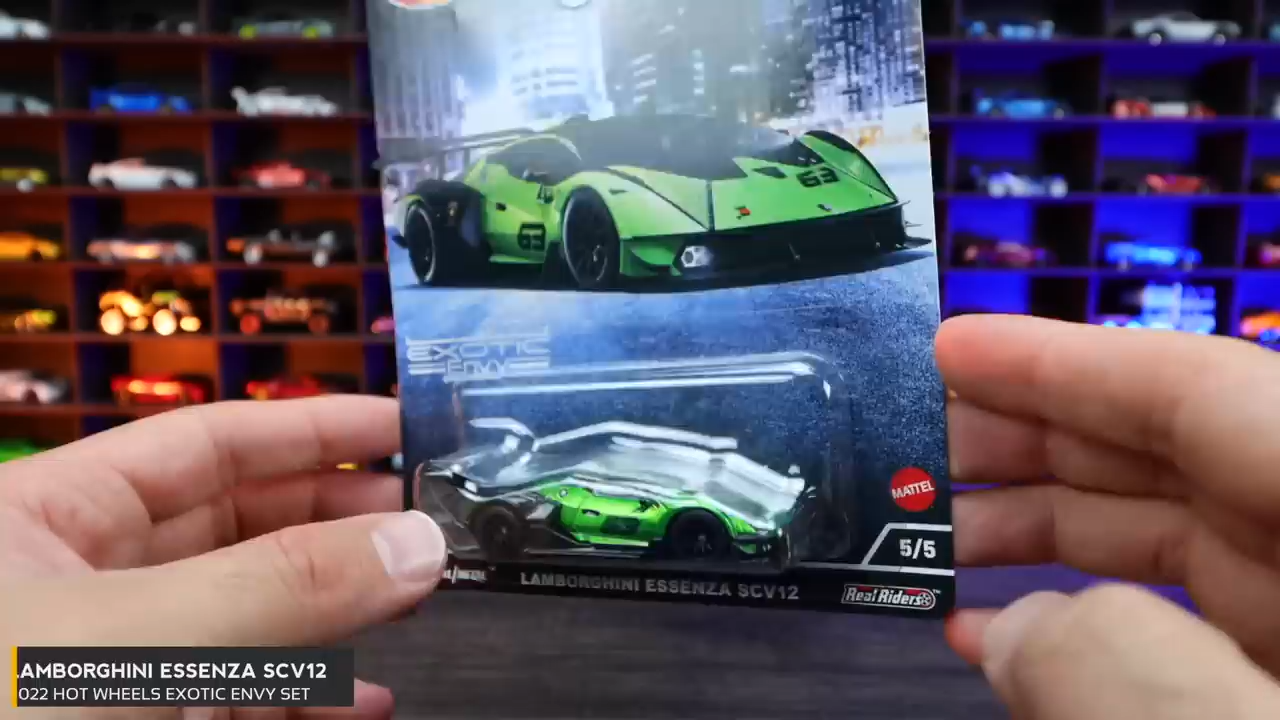 63
63
EXOTIC
ENVY
MATTEL
5/5
LAMBORGHINI ESSENZA SCV12
Real Riders™
AMBORGHINI ESSENZA SCV12
022 HOT WHEELS EXOTIC ENVY SET